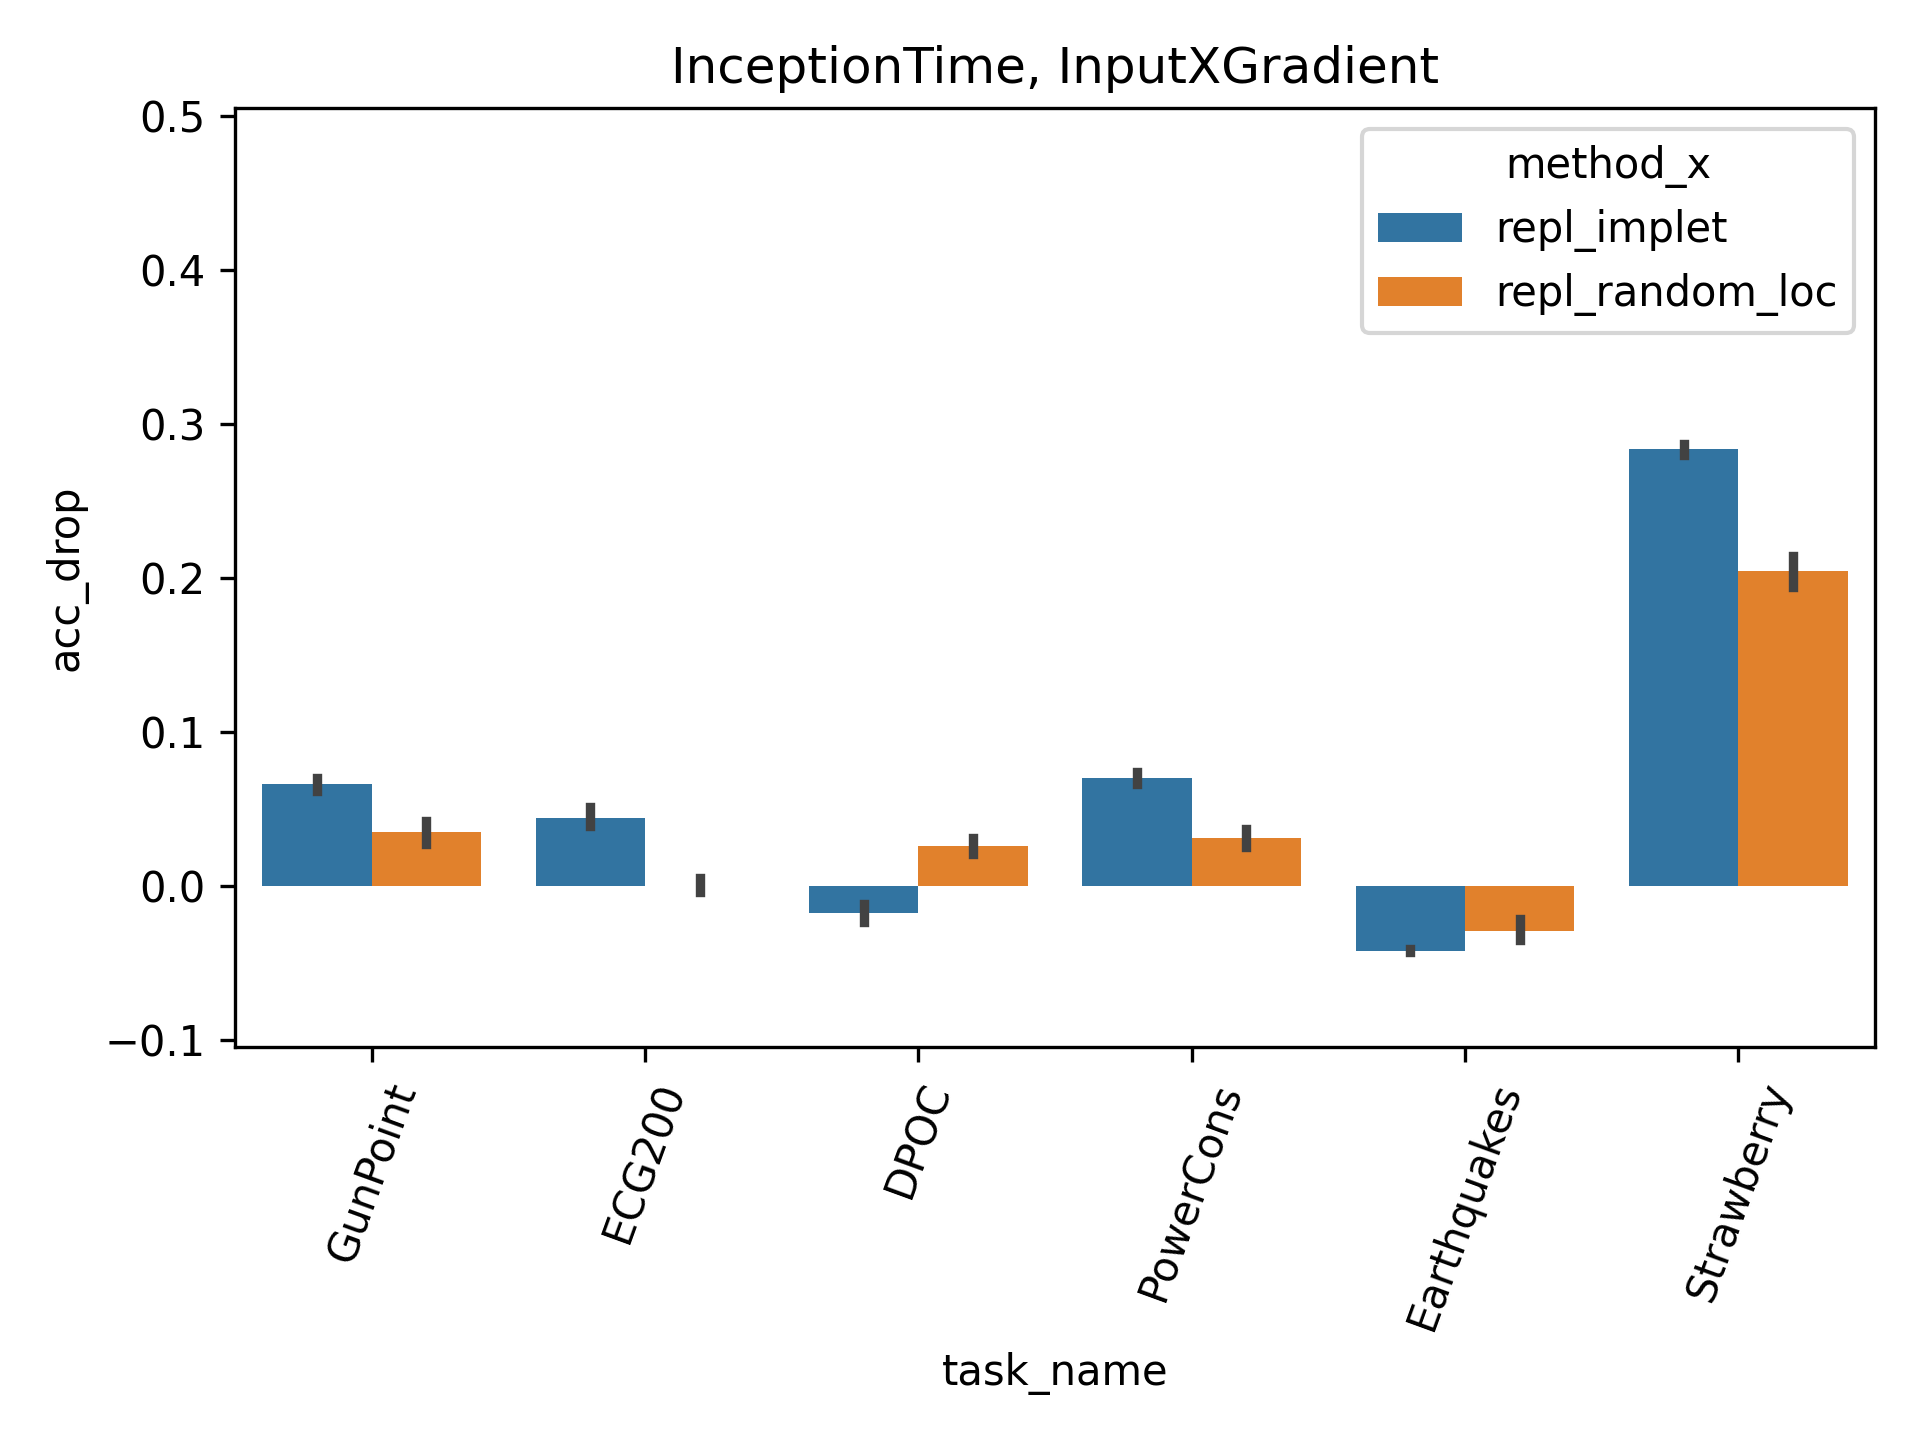 InceptionTime, InputXGradient
0.5
0.4
0.3
0.2
0.1
0.0
−0.1
acc_drop
method_x
repl_implet
repl_random_loc
GunPoint
ECG200
DPOC
PowerCons
Earthquakes
Strawberry
task_name